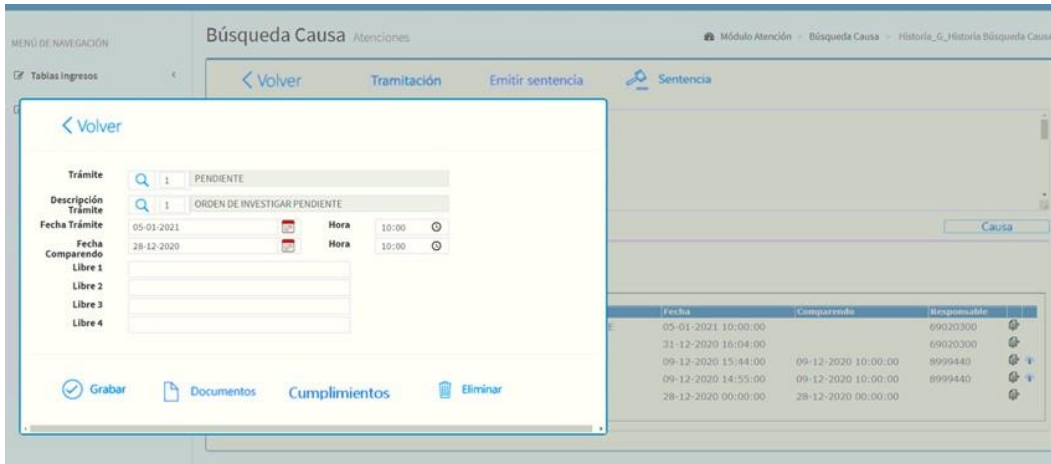 Búsqueda Causa Atenciones
Módulo Atención - Búsqueda Causa - Historia_G_Historia Búsqueda Causa
MENÚ DE NAVEGACIÓN
Tablas Ingresos <
Volver Tramitación Emitir sentencia Sentencia
Volver
Trámite 1 PENDIENTE
Descripción
Trámite 1 ORDEN DE INVESTIGAR PENDIENTE
Fecha Trámite 05-01-2021 Hora 10:00
Fecha
Comparendo 28-12-2020 Hora 10:00
Libre 1
Libre 2
Libre 3
Libre 4
Grabar Documentos Cumplimientos Eliminar
Causa
Fecha Comparendo Responsable
E 05-01-2021 10:00:00 69020300
31-12-2020 16:04:00 69020300
09-12-2020 15:44:00 09-12-2020 10:00:00 8999440
09-12-2020 14:55:00 09-12-2020 10:00:00 8999440
28-12-2020 00:00:00 28-12-2020 00:00:00